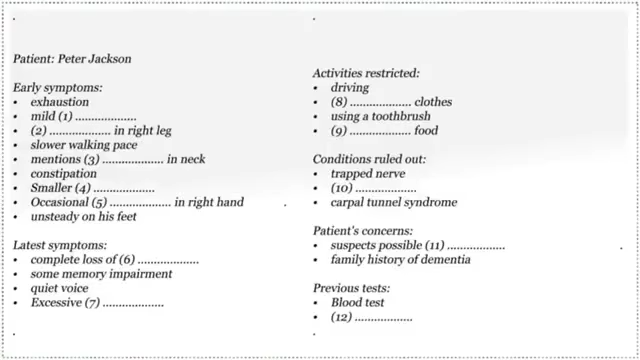 Patient: Peter Jackson
Early symptoms:
• exhaustion
• mild (1) ...................
• (2) ................... in right leg
• slower walking pace
• mentions (3) ................... in neck
• constipation
• Smaller (4) ...................
• Occasional (5) ................... in right hand
• unsteady on his feet
Latest symptoms:
• complete loss of (6) ...................
• some memory impairment
• quiet voice
• Excessive (7) ...................
Activities restricted:
• driving
• (8) ................... clothes
• using a toothbrush
• (9) ................... food
Conditions ruled out:
• trapped nerve
• (10) ...................
• carpal tunnel syndrome
Patient's concerns:
• suspects possible (11) ..................
• family history of dementia
Previous tests:
• Blood test
• (12) ..................